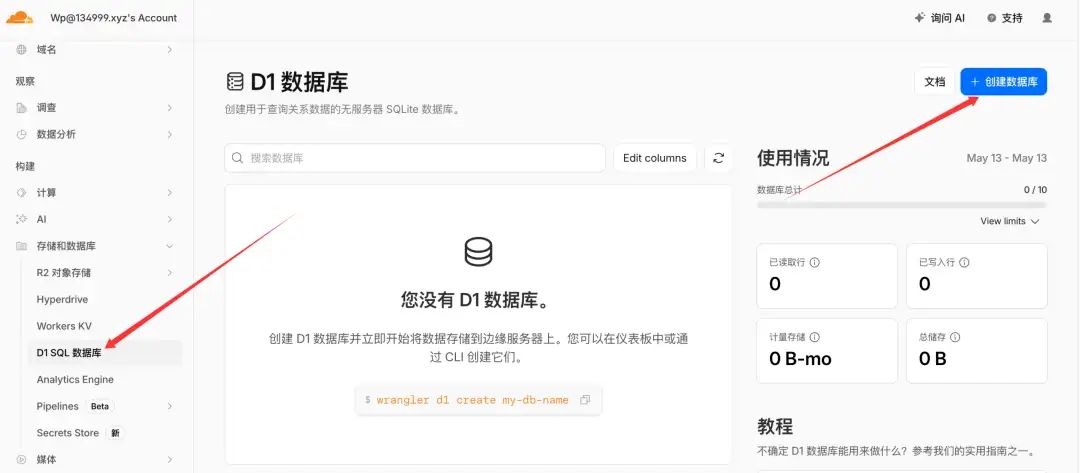 Wp@134999.xyz's Account
询问 AI
支持
域名
观察
调查
数据分析
构建
计算
AI
存储和数据库
R2 对象存储
Hyperdrive
Workers KV
D1 SQL 数据库
Analytics Engine
Pipelines Beta
Secrets Store 新
媒体
D1 数据库
创建用于查询关系数据的无服务器 SQLite 数据库。
文档
+ 创建数据库
搜索数据库
Edit columns
您没有 D1 数据库。
创建 D1 数据库并立即开始将数据存储到边缘服务器上。您可以在仪表板中或通
过 CLI 创建它们。
$ wrangler d1 create my-db-name
使用情况
May 13 - May 13
数据库总计
0 / 10
View limits
已读取行
0
已写入行
0
计量存储
0 B-mo
总储存
0 B
教程
不确定 D1 数据库能用来做什么？参考我们的实用指南之一。